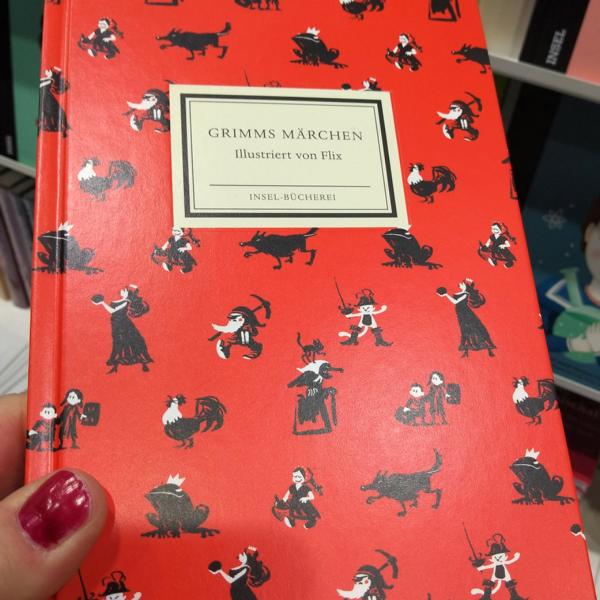 GRIMMS MÄRCHEN
Illustriert von Flix
INSEL-BÜCHEREI
INSEL